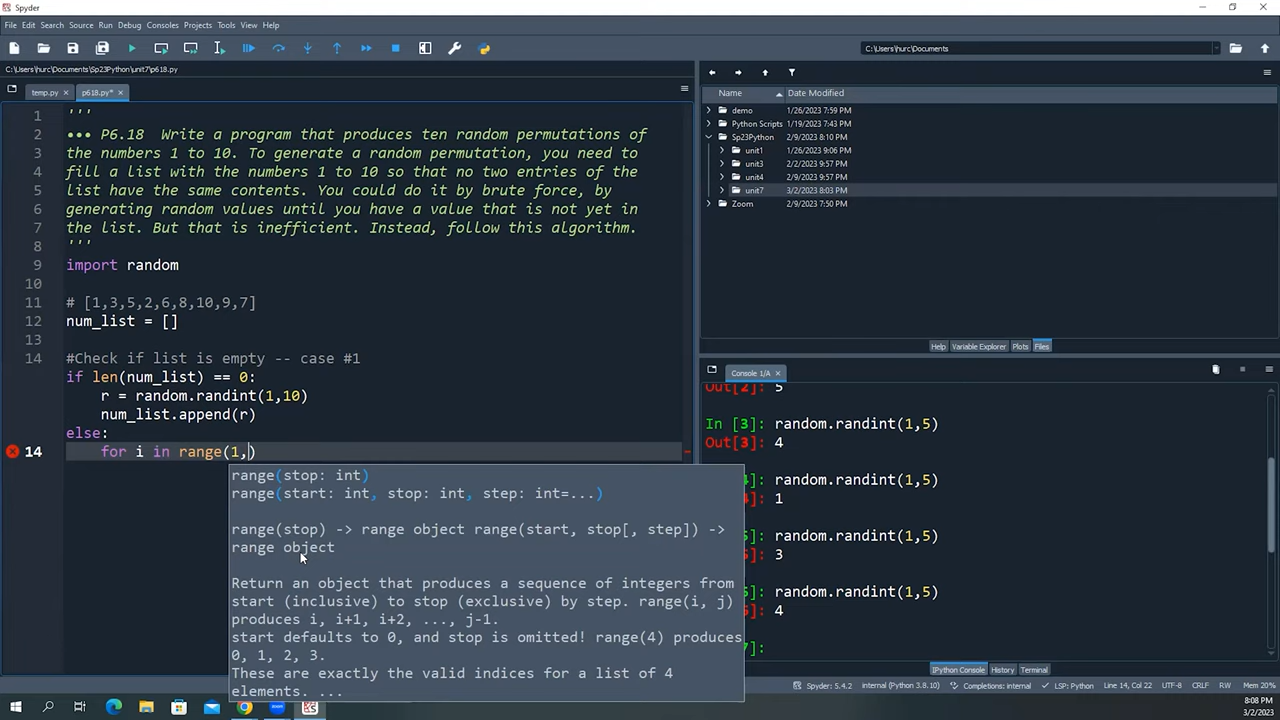 Spyder
File Edit Search Source Run Debug Consoles Projects Tools View Help
C:\Users\hurc\Documents
C:\Users\hurc\Documents\Sp23Python\unit7\p618.py
temp.py
p618.py*
1 '''
2 ••• P6.18 Write a program that produces ten random permutations of
3 the numbers 1 to 10. To generate a random permutation, you need to
4 fill a list with the numbers 1 to 10 so that no two entries of the
5 list have the same contents. You could do it by brute force, by
6 generating random values until you have a value that is not yet in
7 the list. But that is inefficient. Instead, follow this algorithm.
8 '''
9 import random
10
11 # [1,3,5,2,6,8,10,9,7]
12 num_list = []
13
14 #Check if list is empty -- case #1
if len(num_list) == 0:
r = random.randint(1,10)
num_list.append(r)
else:
14 for i in range(1,)
range(stop: int)
range(start: int, stop: int, step: int=...)
range(stop) -> range object range(start, stop[, step]) ->
range object
Return an object that produces a sequence of integers from
start (inclusive) to stop (exclusive) by step. range(i, j)
produces i, i+1, i+2, ..., j-1.
start defaults to 0, and stop is omitted! range(4) produces
0, 1, 2, 3.
These are exactly the valid indices for a list of 4
elements. ...
Name Date Modified
demo 1/26/2023 7:59 PM
Python Scripts 1/19/2023 7:43 PM
Sp23Python 2/9/2023 8:10 PM
unit1 1/26/2023 9:06 PM
unit3 2/2/2023 9:57 PM
unit4 2/9/2023 9:57 PM
unit7 3/2/2023 8:03 PM
Zoom 2/9/2023 7:50 PM
Help Variable Explorer Plots Files
Console 1/A
Out[2]: 5
In [3]: random.randint(1,5)
Out[3]: 4
4]: random.randint(1,5)
4]: 1
5]: random.randint(1,5)
5]: 3
6]: random.randint(1,5)
6]: 4
7]:
IPython Console History Terminal
Spyder: 5.4.2 internal (Python 3.8.10) Completions: internal LSP: Python Line 14, Col 22 UTF-8 CRLF RW Mem 20%
8:08 PM
3/2/2023